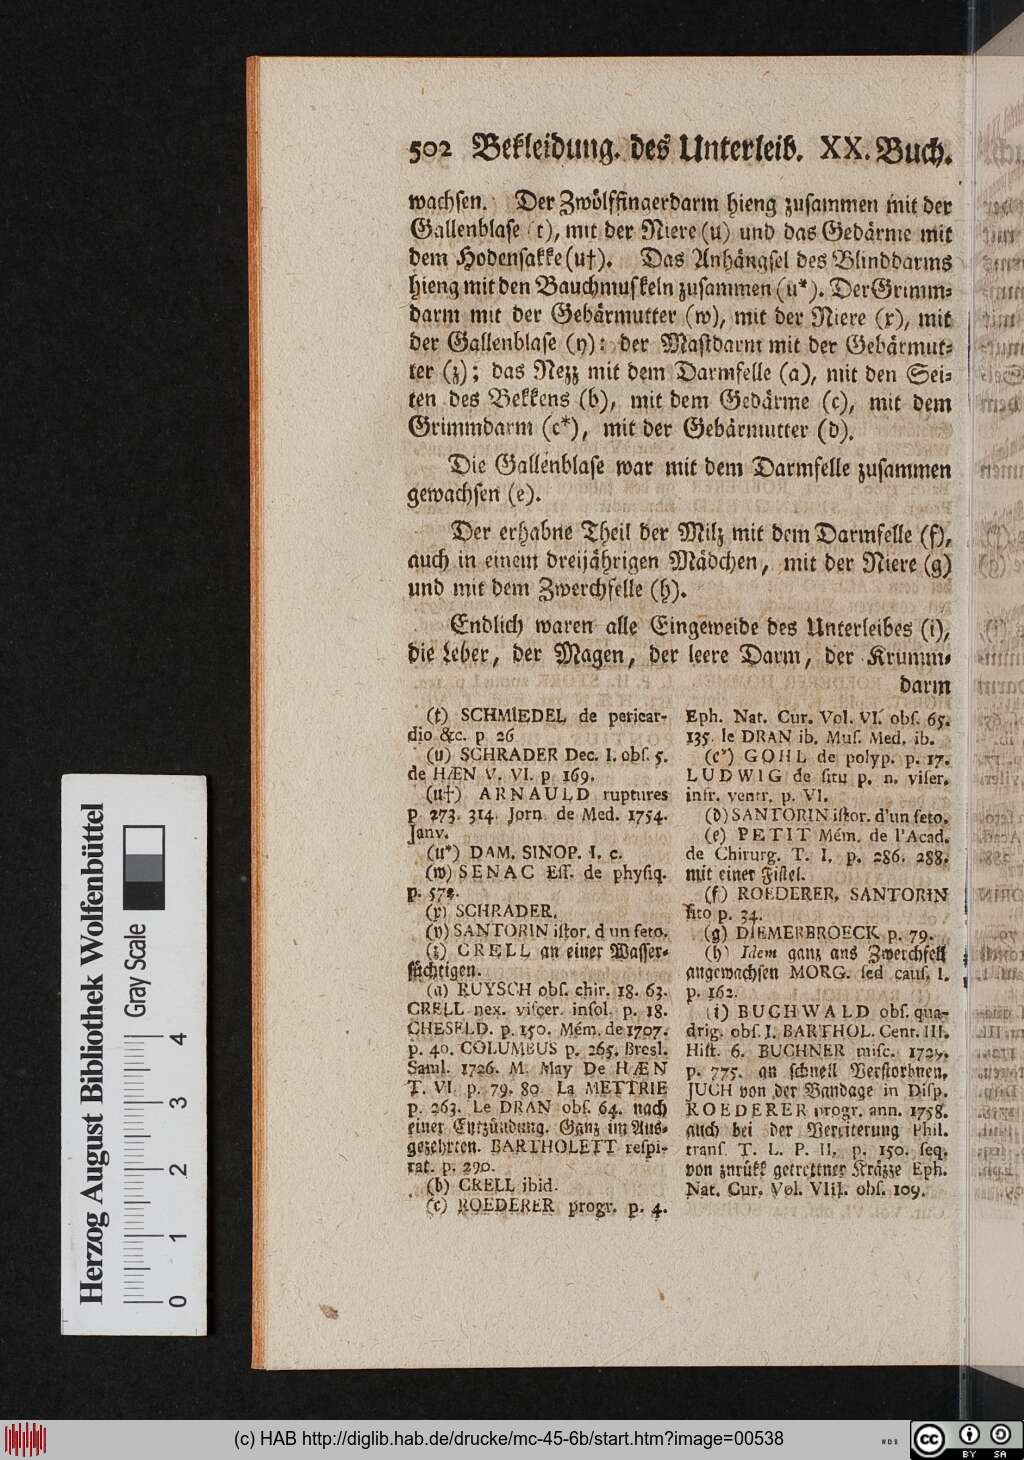 502 Bekleidung. des Unterleib. XX. Buch.
wachsen. Der Zwölffingerdarm hieng zusammen mit der
Gallenblase (t), mit der Niere (u) und das Gedärme mit
dem Hodensakke (u†). Das Anhängsel des Blinddarms
hieng mit den Bauchmuskeln zusammen (u*). Der Grimm-
darm mit der Gebärmutter (w), mit der Niere (x), mit
der Gallenblase (y): der Mastdarm mit der Gebärmut-
ter (z); das Nezz mit dem Darmfelle (a), mit den Sei-
ten des Bekkens (b), mit dem Gedärme (c), mit dem
Grimmdarm (c*), mit der Gebärmutter (d).
Die Gallenblase war mit dem Darmfelle zusammen
gewachsen (e).
Der erhabne Theil der Milz mit dem Darmfelle (f),
auch in einem dreijährigen Mädchen, mit der Niere (g)
und mit dem Zwerchfelle (h).
Endlich waren alle Eingeweide des Unterleibes (i),
die Leber, der Magen, der leere Darm, der Krumm-
darm
(t) SCHMIEDEL de pericar-
dio &c. p 26
(u) SCHRADER Dec. I. obs. 5.
de HÆN V. VI. p 169.
(u†) ARNAULD ruptures
p 273. 314. Jorn. de Med. 1754.
Janv.
(u*) DAM. SINOP. I. c.
(w) SENAC Ess. de physiq.
p. 573.
(x) SCHRADER.
(y) SANTORIN istor. d un feto.
(z) CRELL an einer Wasser-
süchtigen.
(a) RUYSCH obs. chir. 18. 63.
CRELL nex. viscer. insol. p. 18.
CHESELD. p. 150. Mém. de 1707.
p. 40. COLUMBUS p. 265. Bresl.
Saml. 1726. M. May De HÆN
T. VI. p. 79. 80. La METTRIE
p. 263. Le DRAN obs. 64. nach
einer Entzündung. Ganz im Aus-
gezehrten. BARTHOLETT respi-
rat. p. 290.
(b) CRELL ibid.
(c) ROEDERER progr. p. 4.
Eph. Nat. Cur. Vol. VI. obs. 65.
135. le DRAN ib. Mus. Med. ib.
(c*) GOHL de polyp. p. 17.
LUDWIG de situ p. n. viser.
infr. ventr. p. VI.
(d) SANTORIN istor. d'un feto.
(e) PETIT Mém. de l'Acad.
de Chirurg. T. I. p. 286. 288.
mit einer Fistel.
(f) ROEDERER, SANTORIN
sito p. 34.
(g) DIEMERBROECK p. 79.
(h) Idem ganz ans Zwerchfell
angewachsen MORG. sed caus. I.
p. 162.
(i) BUCHWALD obs. qua-
drig. obs. I. BARTHOL. Cent. III.
Hist. 6. BUCHNER misc. 1729.
p. 775. an schnell Verstorbnen.
JUCH von der Bandage in Disp.
ROEDERER progr. ann. 1758.
auch bei der Vereiterung Phil.
trans. T. L. P. II. p. 150. seq.
von zurükk getrettner Kräzze Eph.
Nat. Cur. Vol. VIII. obs. 109.
Herzog August Bibliothek Wolfenbüttel
Gray Scale
0 1 2 3 4
(c) HAB http://diglib.hab.de/drucke/mc-45-6b/start.htm?image=00538
cc BY SA